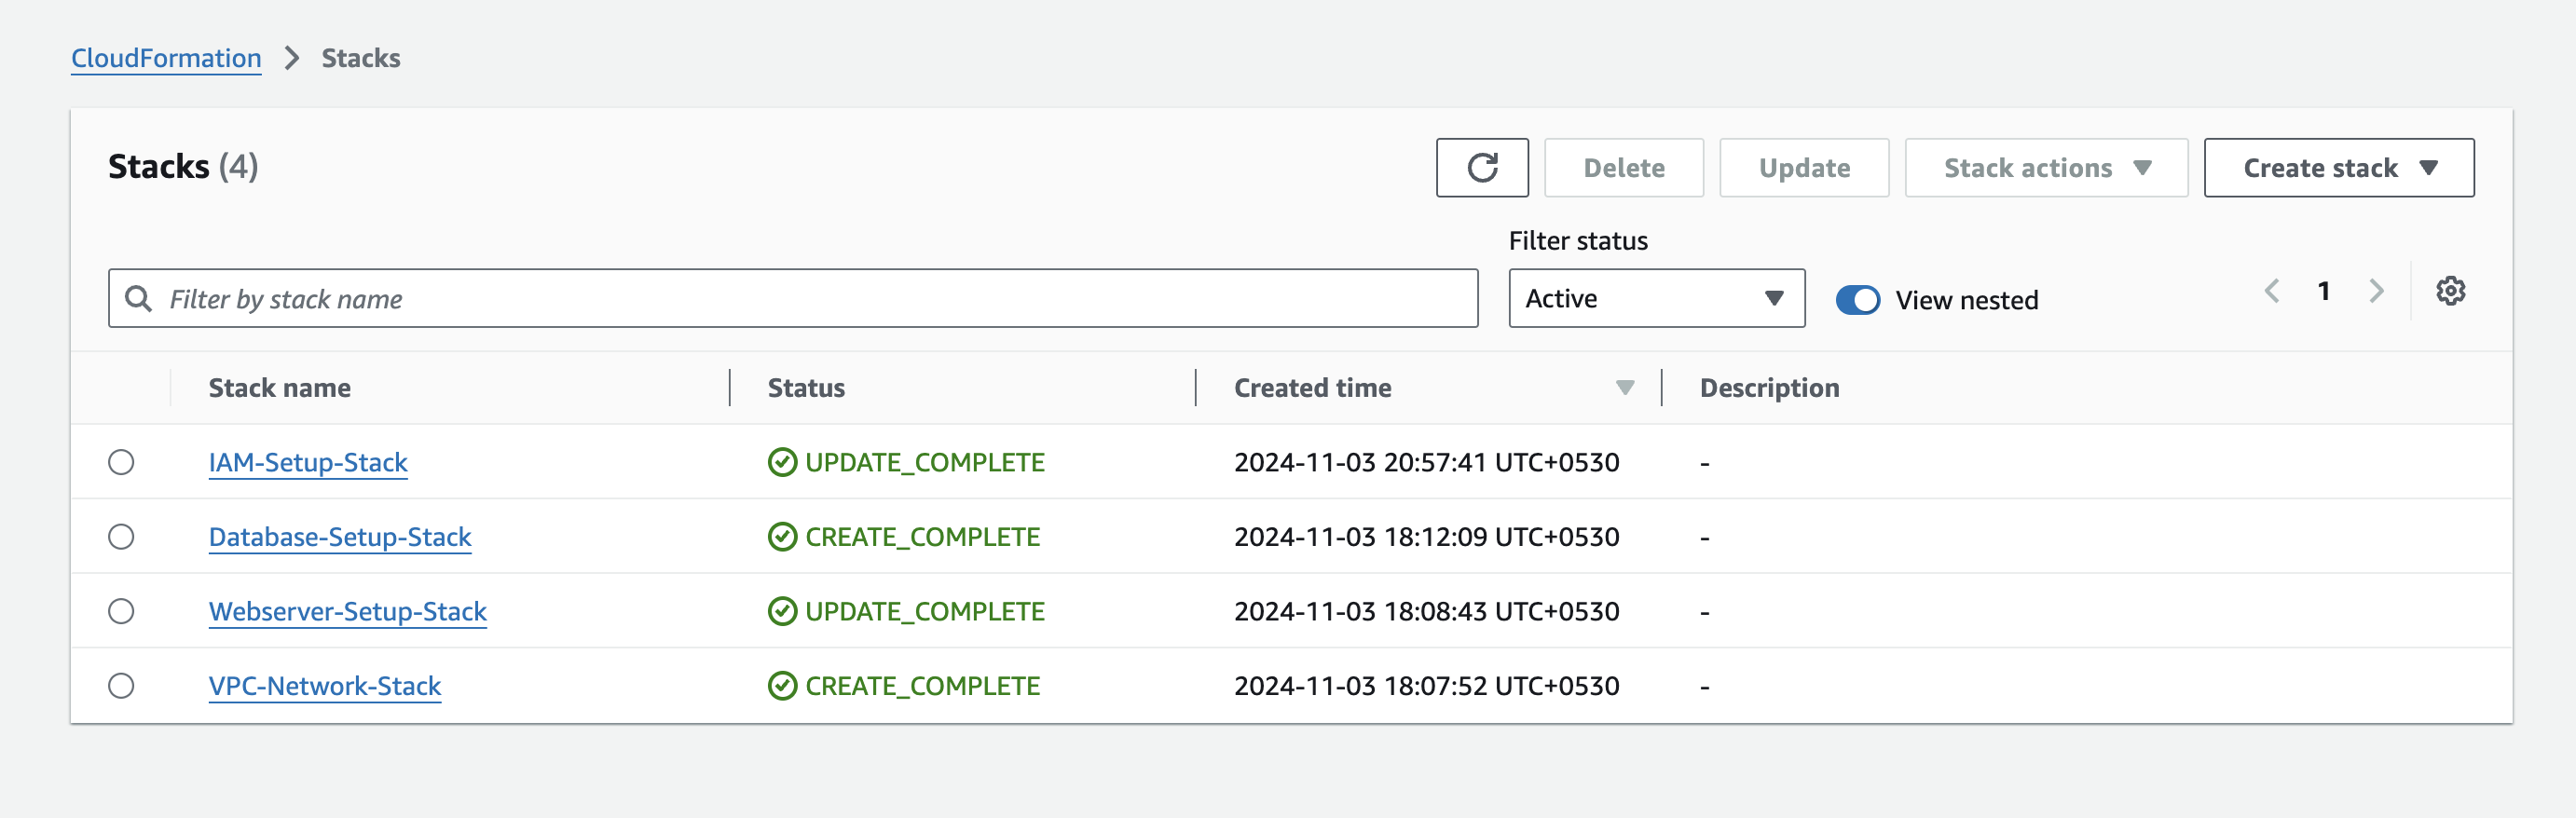 CloudFormation > Stacks
Stacks (4) Delete Update Stack actions Create stack
Filter status
Filter by stack name Active View nested 1
Stack name Status Created time Description
IAM-Setup-Stack UPDATE_COMPLETE 2024-11-03 20:57:41 UTC+0530 -
Database-Setup-Stack CREATE_COMPLETE 2024-11-03 18:12:09 UTC+0530 -
Webserver-Setup-Stack UPDATE_COMPLETE 2024-11-03 18:08:43 UTC+0530 -
VPC-Network-Stack CREATE_COMPLETE 2024-11-03 18:07:52 UTC+0530 -